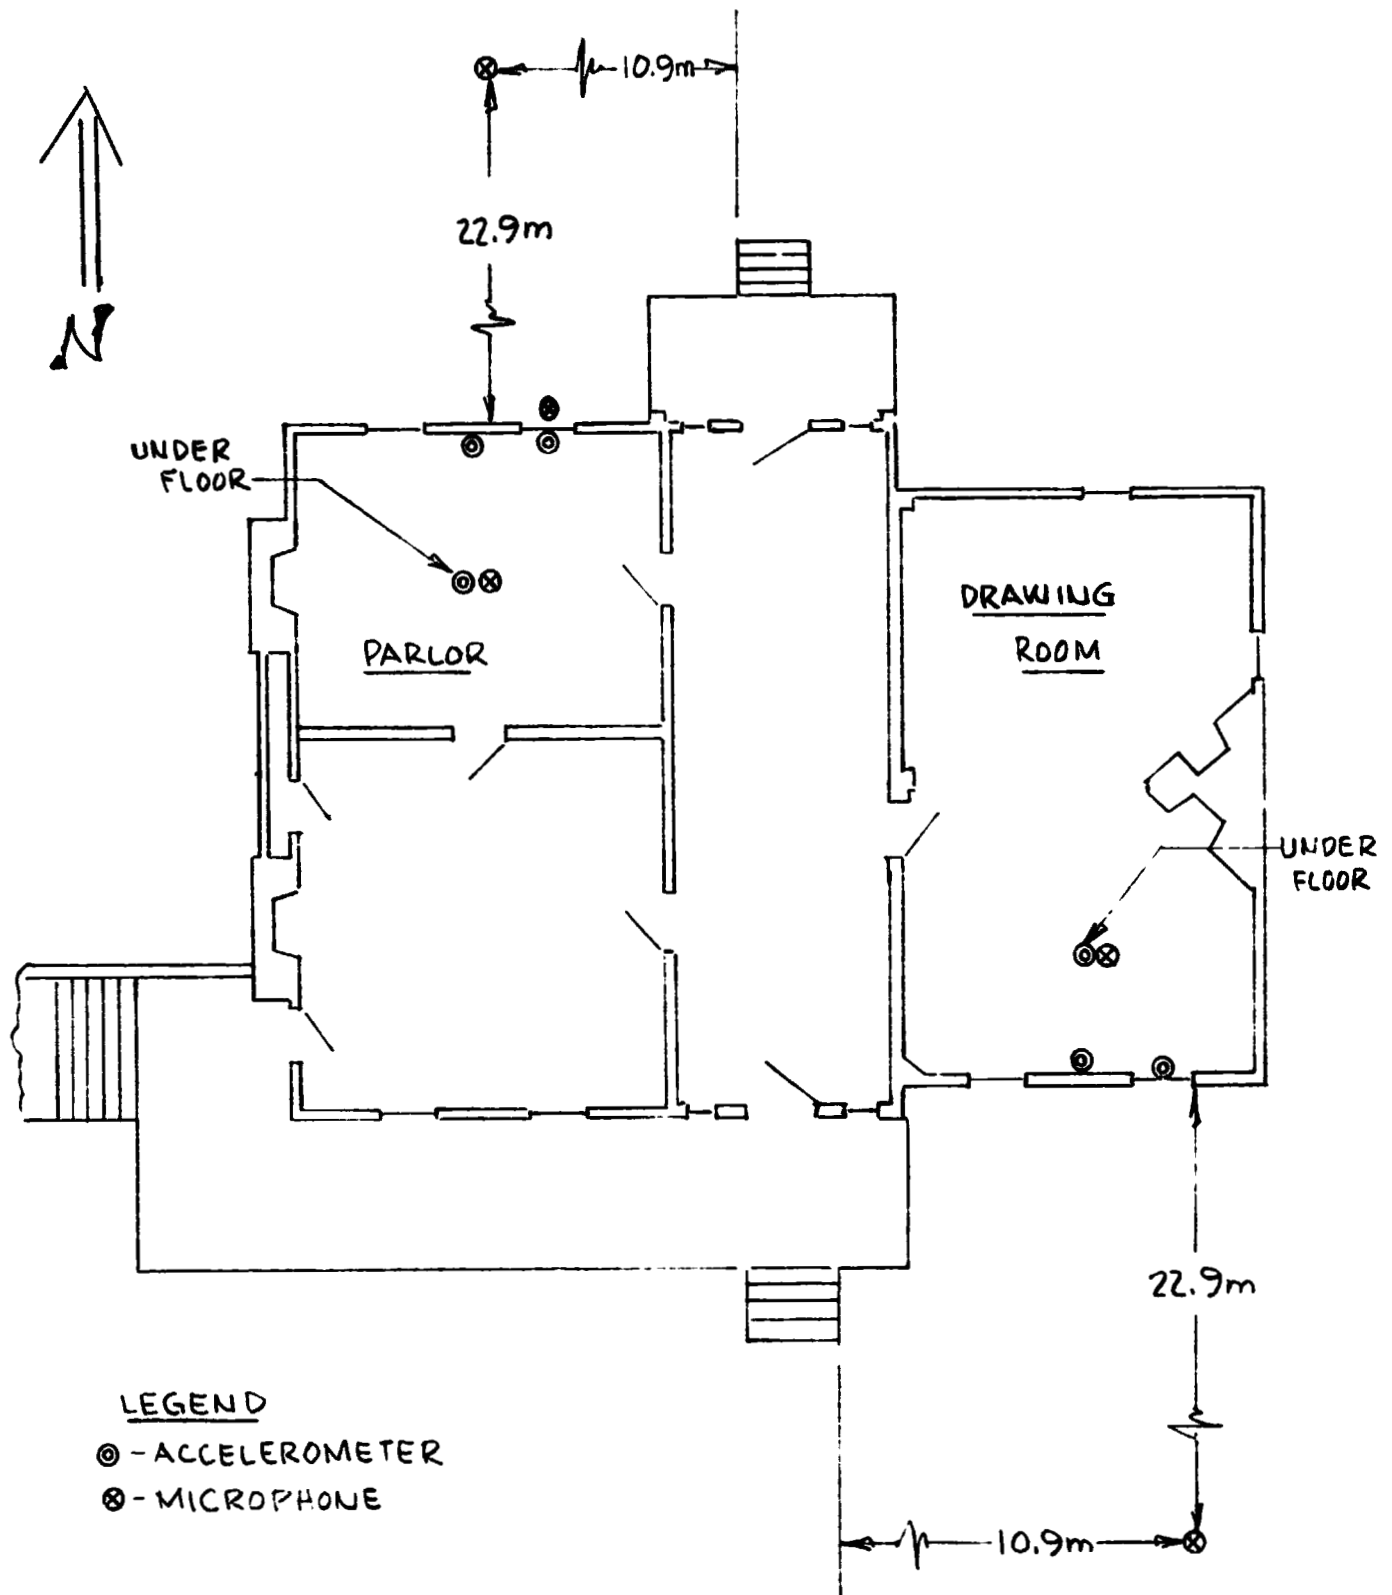 10.9m
22.9m
N
UNDER
FLOOR
DRAWING
ROOM
PARLOR
UNDER
FLOOR
22.9m
LEGEND
- ACCELEROMETER
- MICROPHONE
10.9m